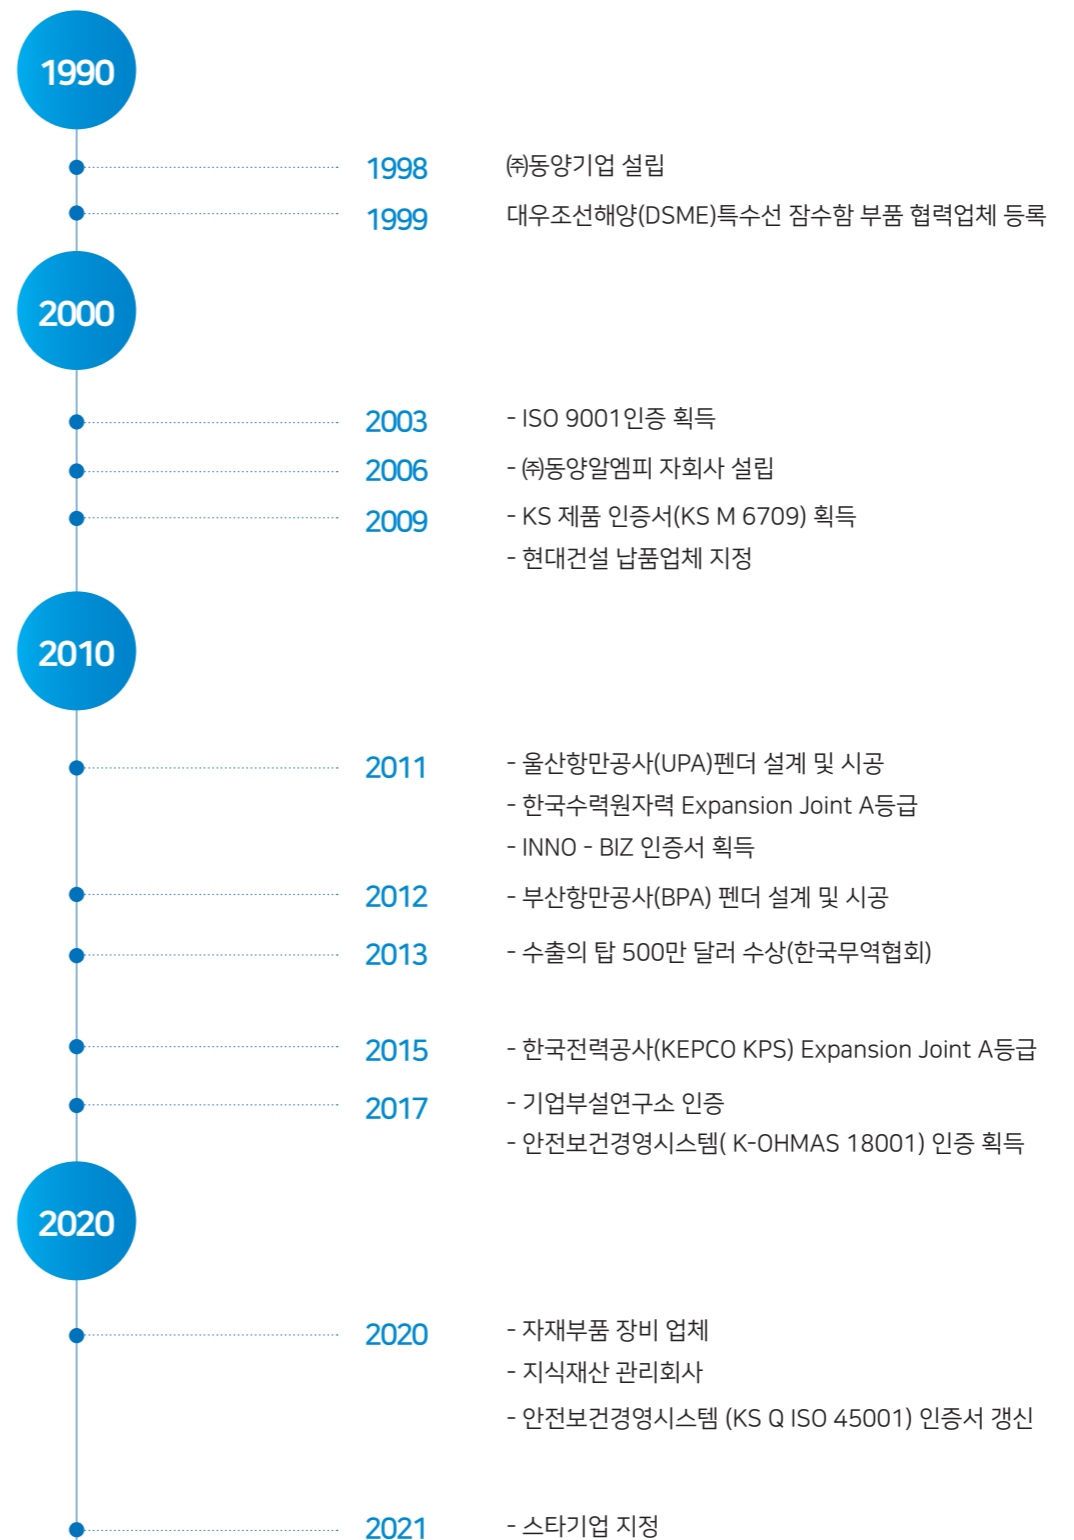 1990
1998 ㈜동양기업 설립
1999 대우조선해양(DSME)특수선 잠수함 부품 협력업체 등록
2000
2003 - ISO 9001인증 획득
2006 - ㈜동양알엠피 자회사 설립
2009 - KS 제품 인증서(KS M 6709) 획득
- 현대건설 납품업체 지정
2010
2011 - 울산항만공사(UPA)펜더 설계 및 시공
- 한국수력원자력 Expansion Joint A등급
- INNO - BIZ 인증서 획득
2012 - 부산항만공사(BPA) 펜더 설계 및 시공
2013 - 수출의 탑 500만 달러 수상(한국무역협회)
2015 - 한국전력공사(KEPCO KPS) Expansion Joint A등급
2017 - 기업부설연구소 인증
- 안전보건경영시스템( K-OHMAS 18001) 인증 획득
2020
2020 - 자재부품 장비 업체
- 지식재산 관리회사
- 안전보건경영시스템 (KS Q ISO 45001) 인증서 갱신
2021 - 스타기업 지정